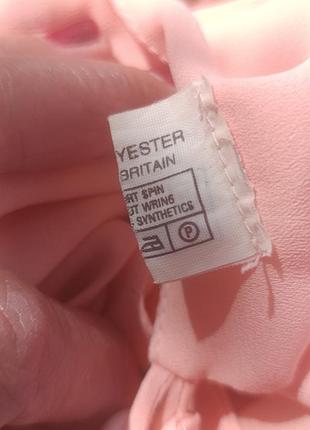 YESTER
BRITAIN
RT SPIN
OT WRING
SYNTHETICS
P